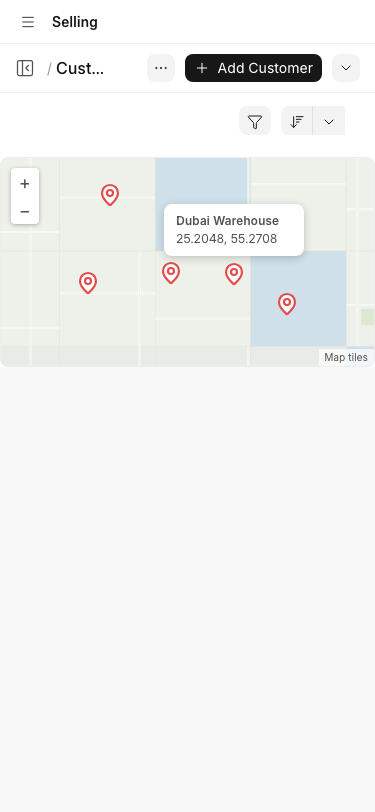 Selling
/ Cust...
Add Customer
+
−
Dubai Warehouse
25.2048, 55.2708
Map tiles